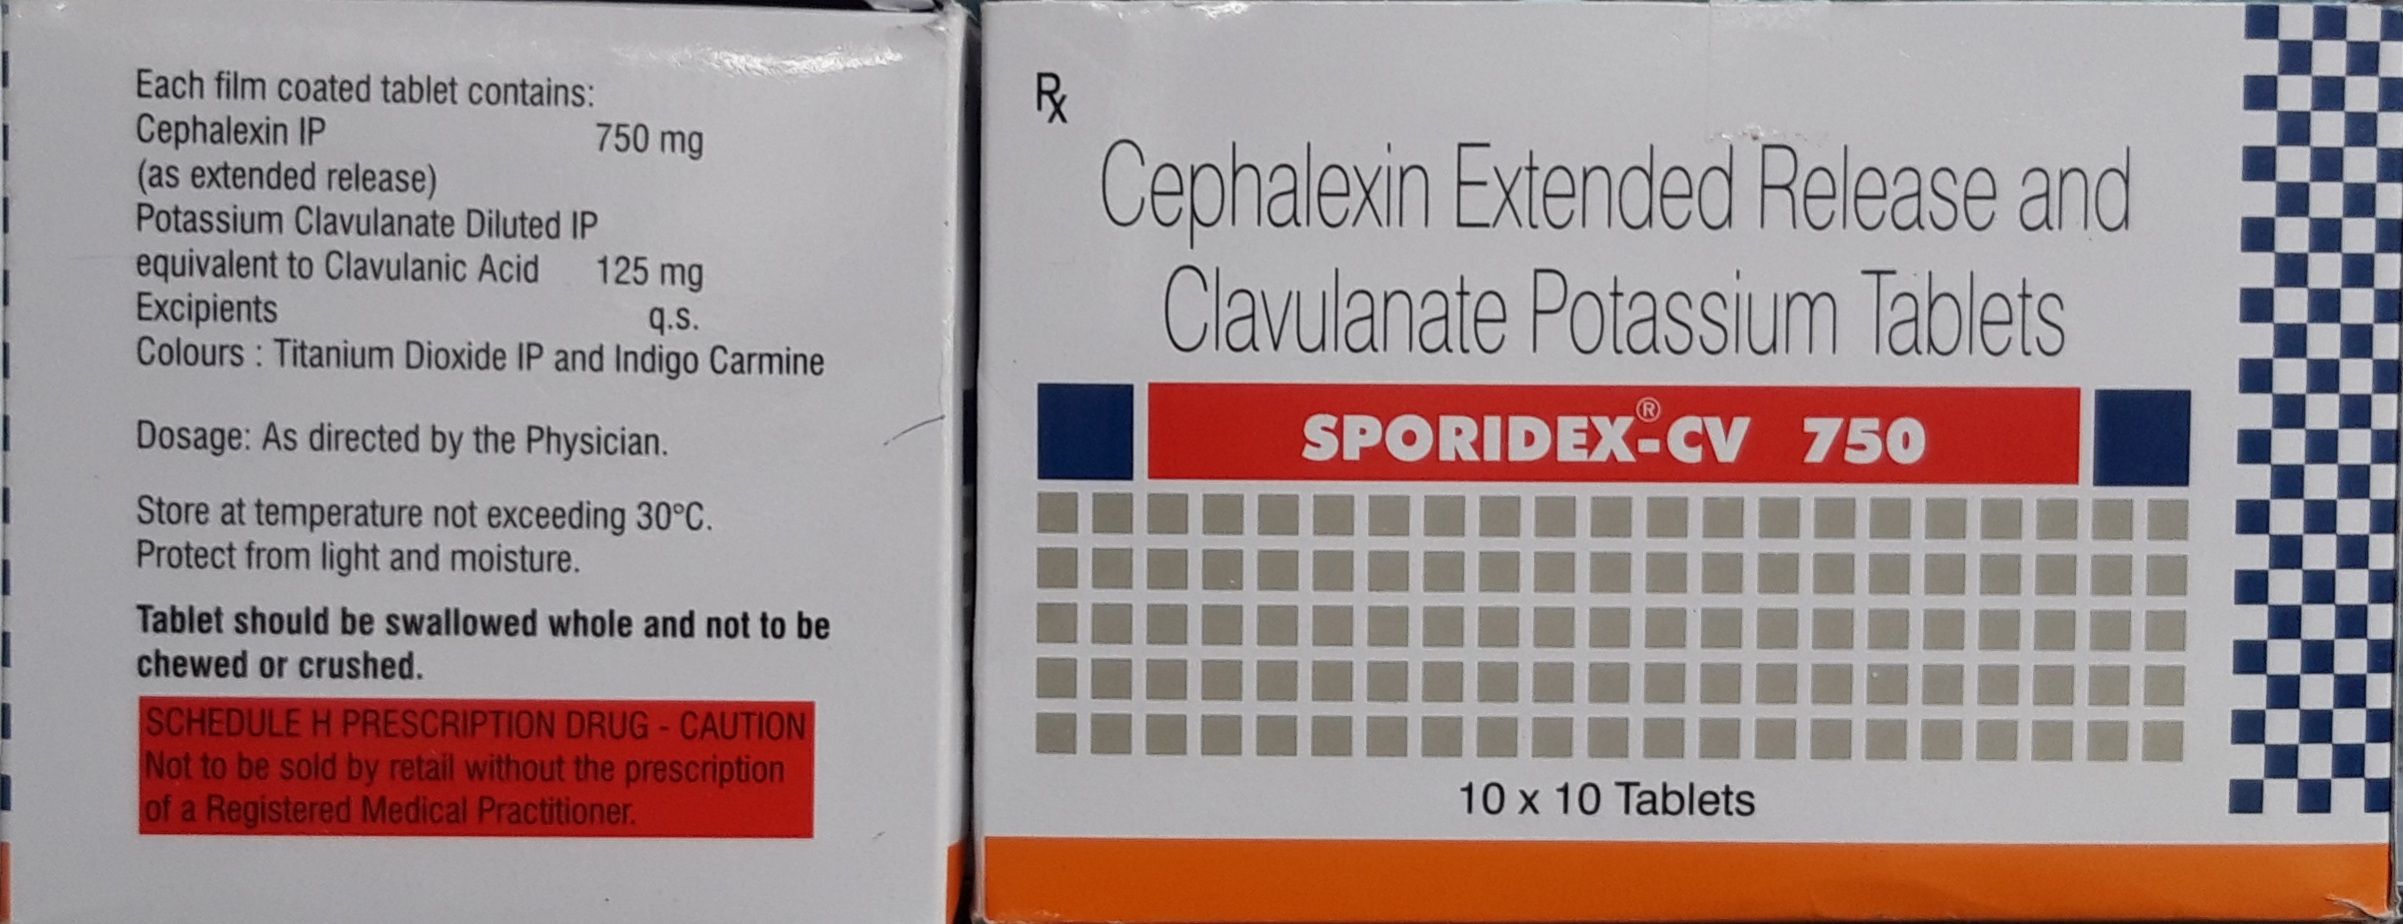 Each film coated tablet contains:
Cephalexin IP 750 mg
(as extended release)
Potassium Clavulanate Diluted IP
equivalent to Clavulanic Acid 125 mg
Excipients q.s.
Colours : Titanium Dioxide IP and Indigo Carmine
Dosage: As directed by the Physician.
Store at temperature not exceeding 30°C.
Protect from light and moisture.
Tablet should be swallowed whole and not to be
chewed or crushed.
SCHEDULE H PRESCRIPTION DRUG - CAUTION
Not to be sold by retail without the prescription
of a Registered Medical Practitioner.
Rx
Cephalexin Extended Release and
Clavulanate Potassium Tablets
SPORIDEX®-CV 750
10 x 10 Tablets